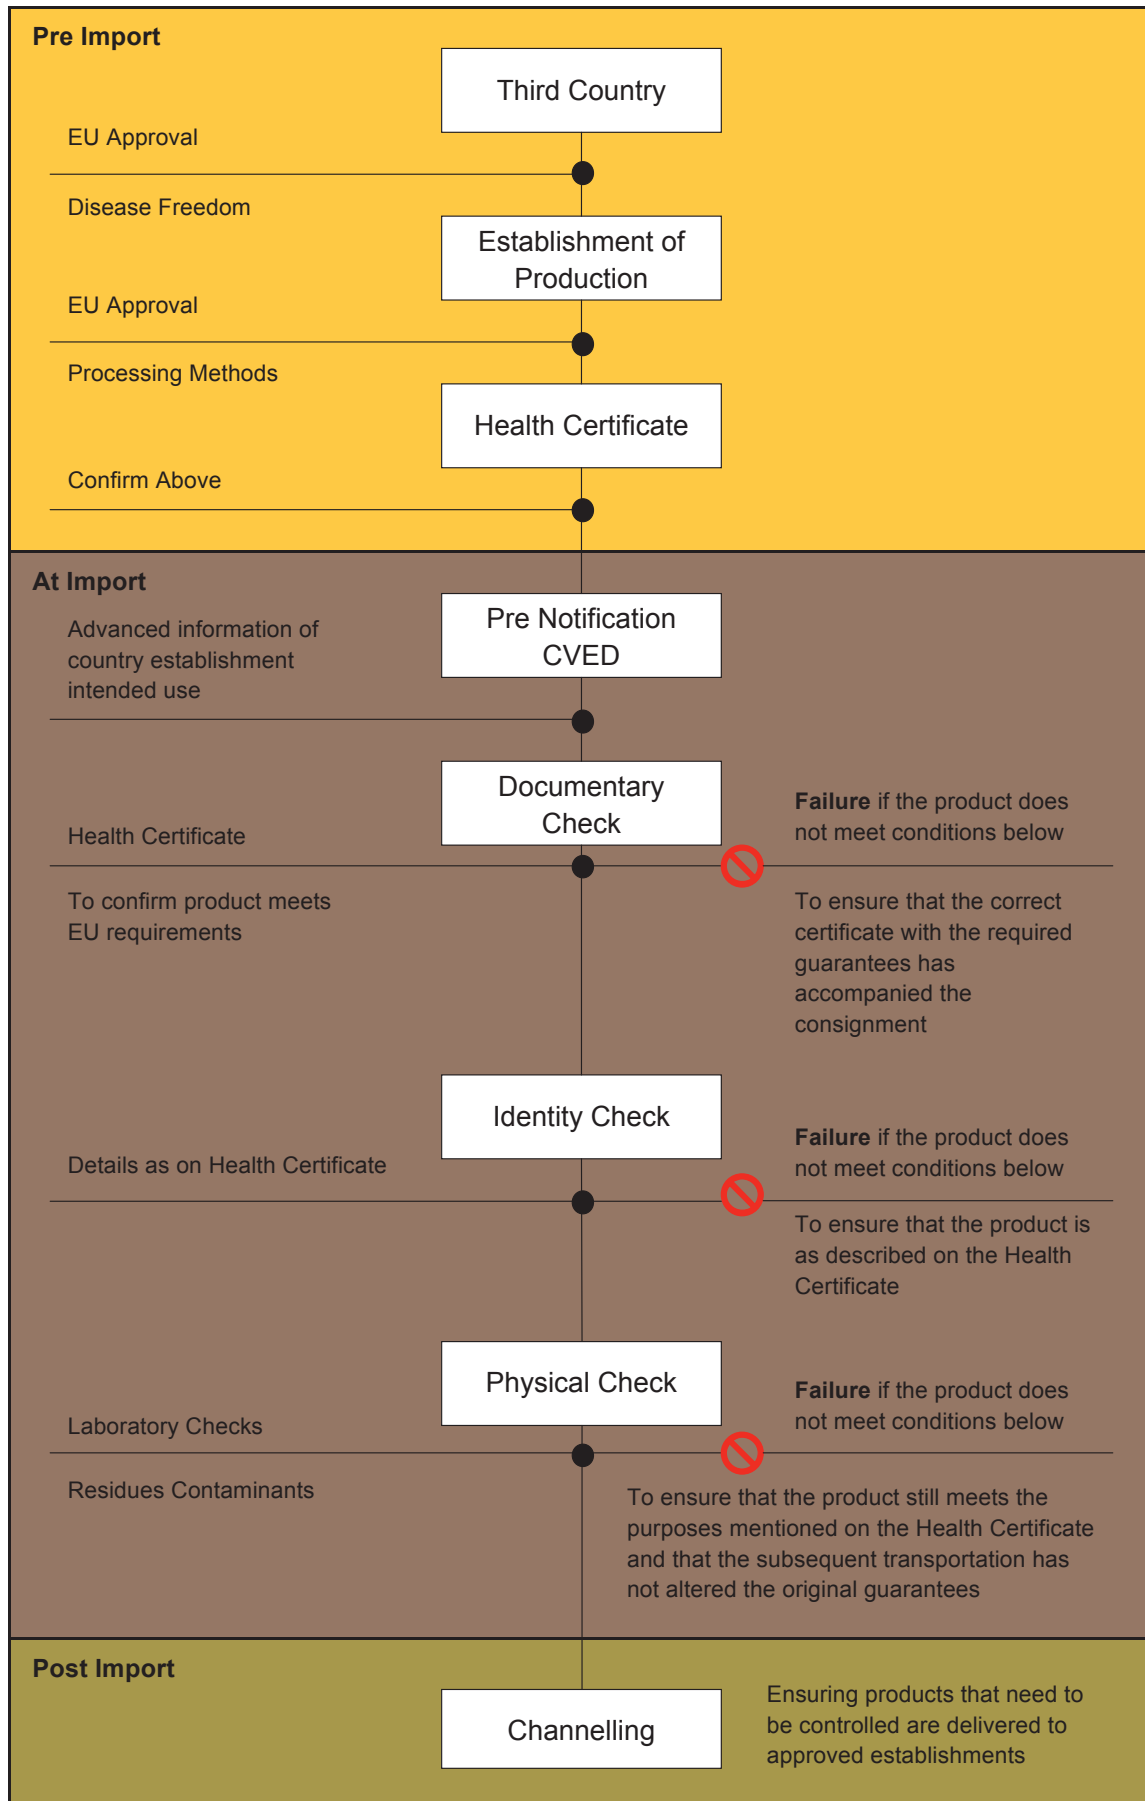 Pre Import
Third Country
EU Approval
Disease Freedom
Establishment of
Production
EU Approval
Processing Methods
Health Certificate
Confirm Above
At Import
Pre Notification
CVED
Advanced information of
country establishment
intended use
Documentary
Check
Health Certificate
Failure if the product does
not meet conditions below
To confirm product meets
EU requirements
To ensure that the correct
certificate with the required
guarantees has
accompanied the
consignment
Identity Check
Details as on Health Certificate
Failure if the product does
not meet conditions below
To ensure that the product is
as described on the Health
Certificate
Physical Check
Laboratory Checks
Failure if the product does
not meet conditions below
Residues Contaminants
To ensure that the product still meets the
purposes mentioned on the Health Certificate
and that the subsequent transportation has
not altered the original guarantees
Post Import
Channelling
Ensuring products that need to
be controlled are delivered to
approved establishments